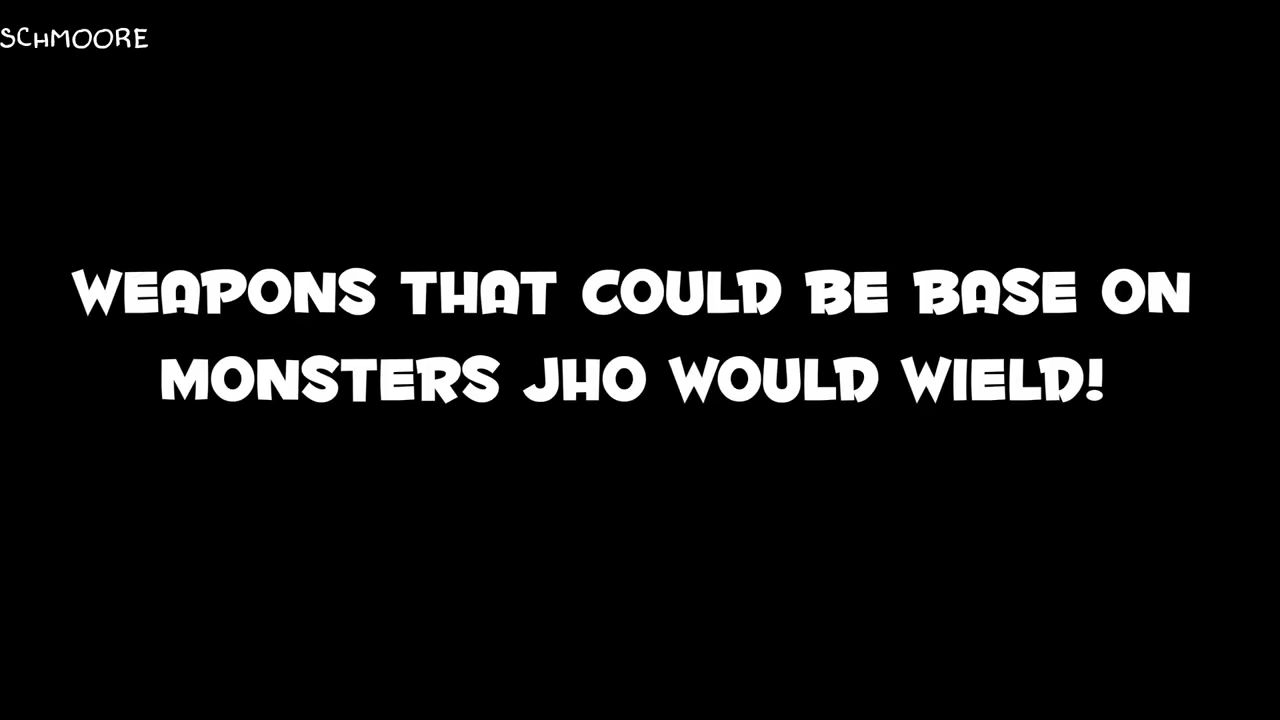 SCHMOORE
WEAPONS THAT COULD BE BASE ON
MONSTERS JHO WOULD WIELD!